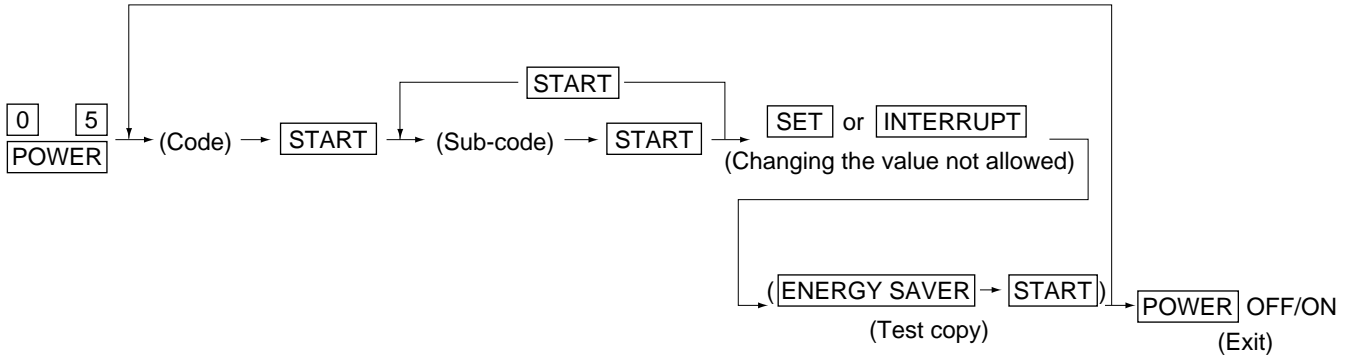 START
0 5
POWER
(Code) START (Sub-code) START
SET or INTERRUPT
(Changing the value not allowed)
(ENERGY SAVER START)
(Test copy)
POWER OFF/ON
(Exit)